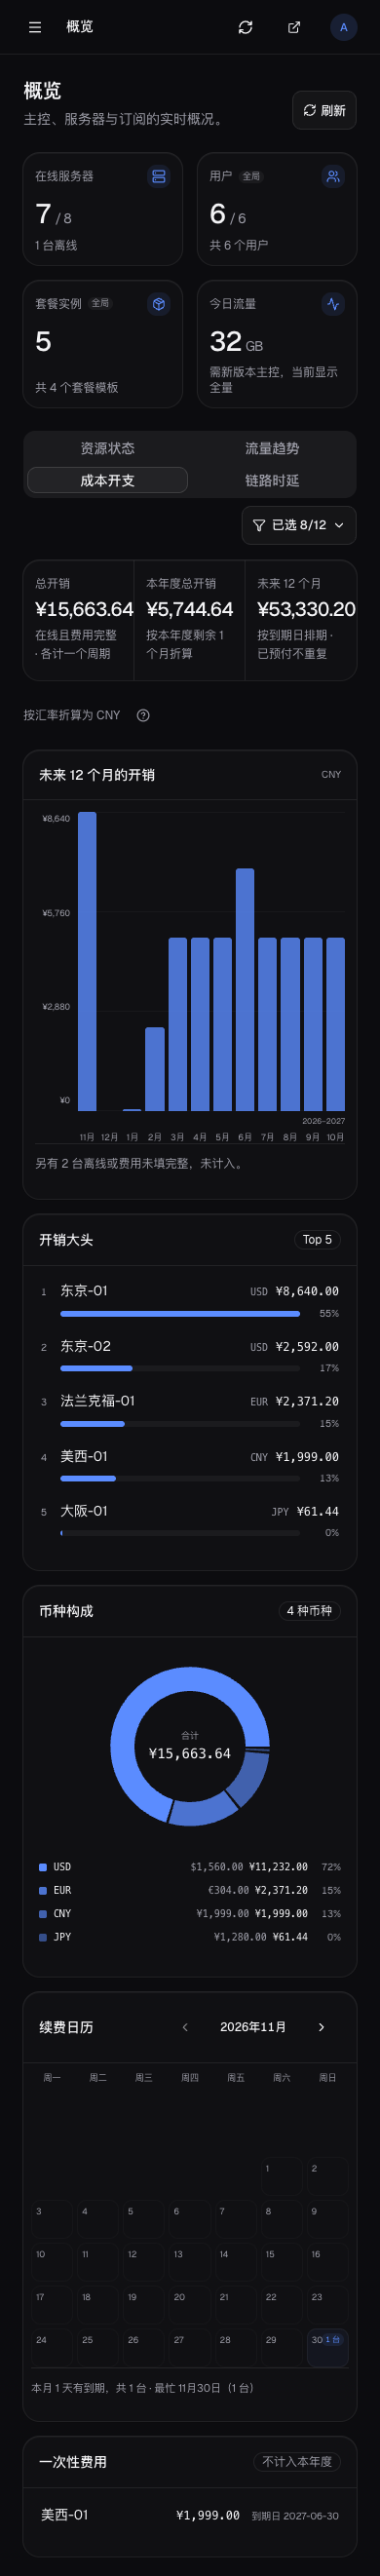 概览
A
概览
主控、服务器与订阅的实时概况。
刷新
在线服务器
7 / 8
1 台离线
用户 全局
6 / 6
共 6 个用户
套餐实例 全局
5
共 4 个套餐模板
今日流量
32 GB
需新版本主控，当前显示
全量
资源状态
流量趋势
成本开支
链路时延
已选 8/12
总开销
¥15,663.64
在线且费用完整
· 各计一个周期
本年度总开销
¥5,744.64
按本年度剩余 1
个月折算
未来 12 个月
¥53,330.20
按到期日排期 ·
已预付不重复
按汇率折算为 CNY
未来 12 个月的开销 CNY
¥8,640
¥5,760
¥2,880
¥0
2026–2027
11月 12月 1月 2月 3月 4月 5月 6月 7月 8月 9月 10月
另有 2 台离线或费用未填完整，未计入。
开销大头 Top 5
1 东京-01 USD ¥8,640.00
55%
2 东京-02 USD ¥2,592.00
17%
3 法兰克福-01 EUR ¥2,371.20
15%
4 美西-01 CNY ¥1,999.00
13%
5 大阪-01 JPY ¥61.44
0%
币种构成 4 种币种
合计
¥15,663.64
USD $1,560.00 ¥11,232.00 72%
EUR €304.00 ¥2,371.20 15%
CNY ¥1,999.00 ¥1,999.00 13%
JPY ¥1,280.00 ¥61.44 0%
续费日历 2026年11月
周一 周二 周三 周四 周五 周六 周日
1 2
3 4 5 6 7 8 9
10 11 12 13 14 15 16
17 18 19 20 21 22 23
24 25 26 27 28 29 30 1 台
本月 1 天有到期，共 1 台 · 最忙 11月30日（1 台）
一次性费用 不计入本年度
美西-01 ¥1,999.00 到期日 2027-06-30